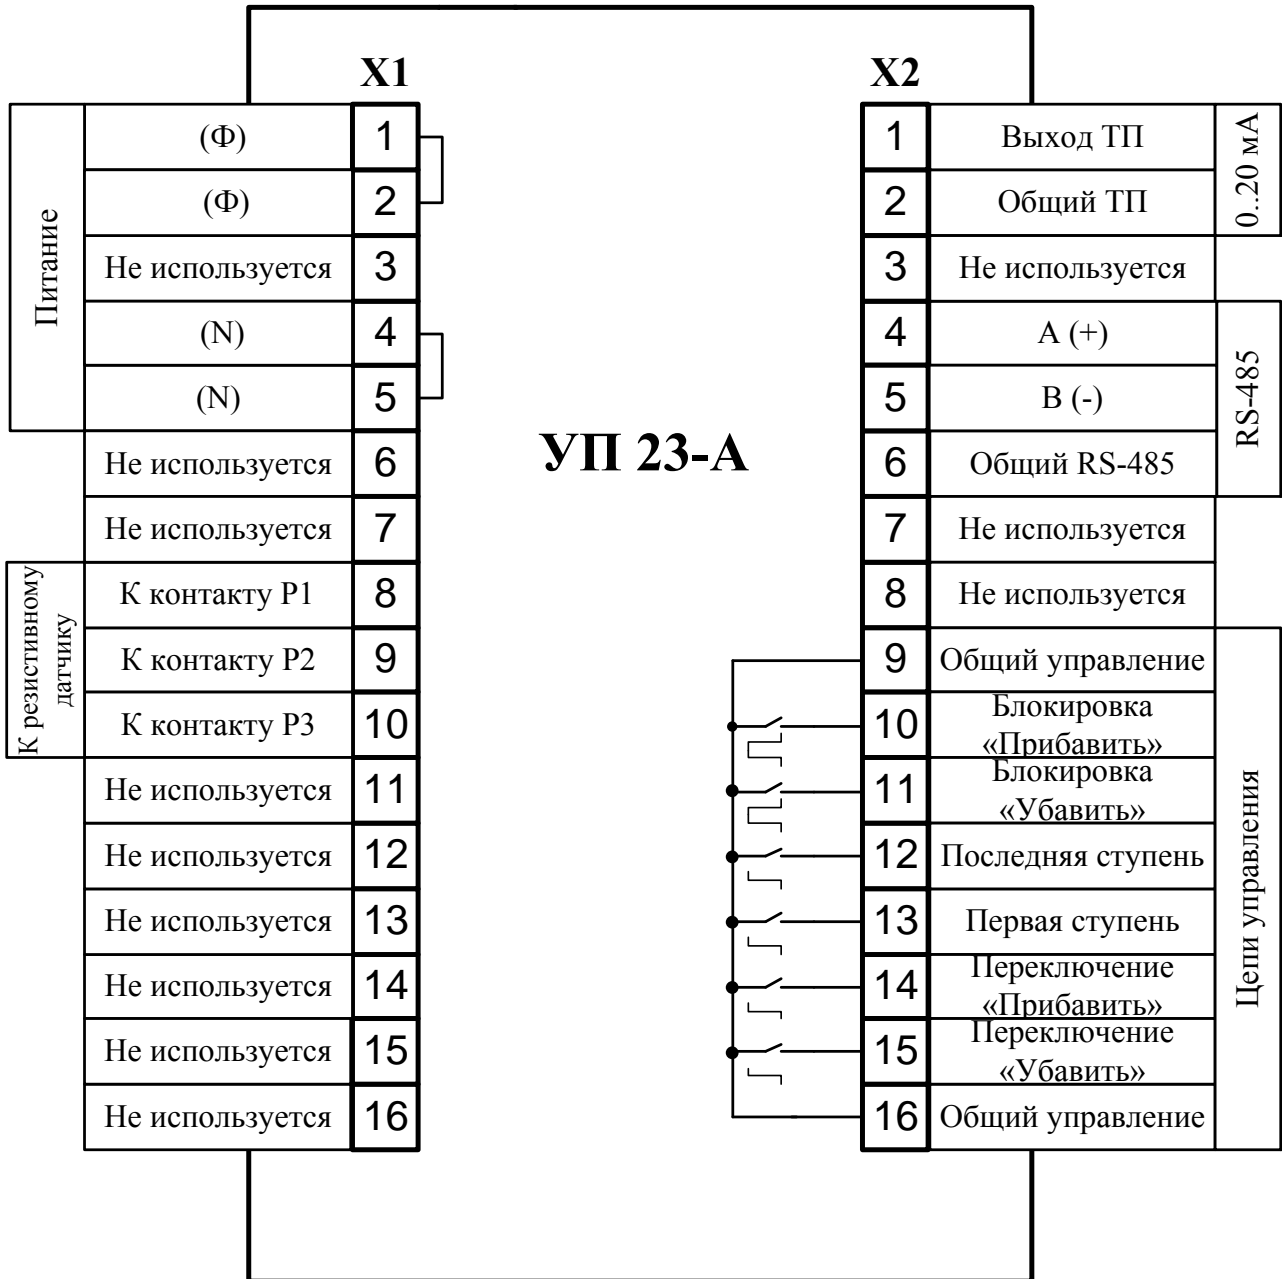 X1
X2
Питание
(Ф)
1
(Ф)
2
Не используется
3
(N)
4
(N)
5
Не используется
6
Не используется
7
К резистивному
датчику
К контакту P1
8
К контакту P2
9
К контакту P3
10
Не используется
11
Не используется
12
Не используется
13
Не используется
14
Не используется
15
Не используется
16
УП 23-А
1
Выход ТП
2
Общий ТП
0..20 мА
3
Не используется
4
A (+)
5
B (-)
6
Общий RS-485
RS-485
7
Не используется
8
Не используется
9
Общий управление
10
Блокировка
«Прибавить»
11
Блокировка
«Убавить»
12
Последняя ступень
13
Первая ступень
14
Переключение
«Прибавить»
15
Переключение
«Убавить»
16
Общий управление
Цепи управления